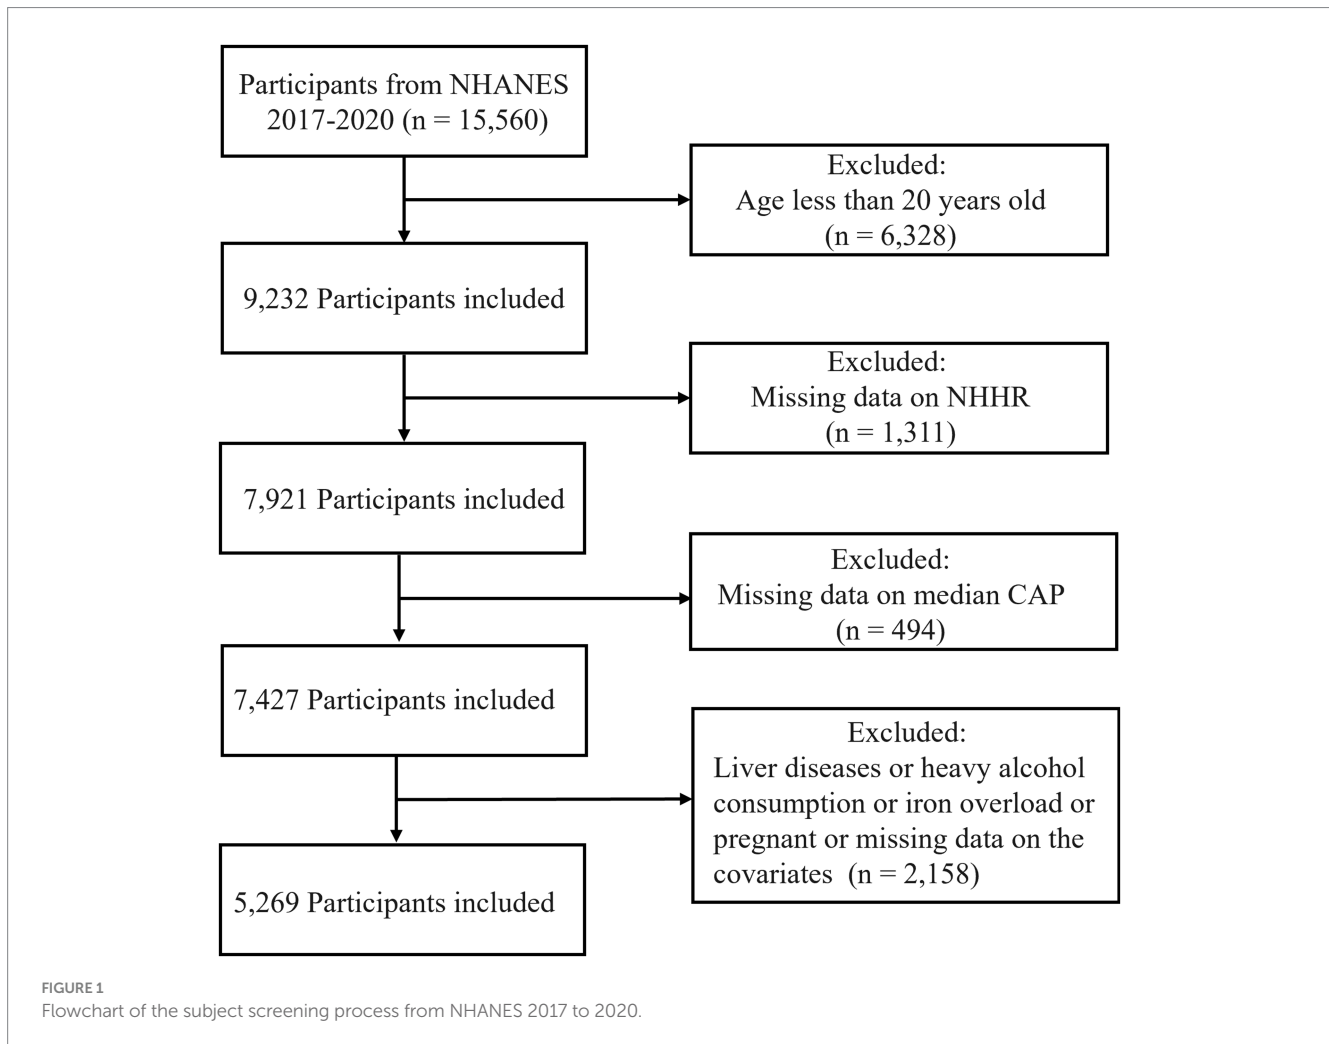 Participants from NHANES
2017-2020 (n = 15,560)
Excluded:
Age less than 20 years old
(n = 6,328)
9,232 Participants included
Excluded:
Missing data on NHHR
(n = 1,311)
7,921 Participants included
Excluded:
Missing data on median CAP
(n = 494)
7,427 Participants included
Excluded:
Liver diseases or heavy alcohol
consumption or iron overload or
pregnant or missing data on the
covariates (n = 2,158)
5,269 Participants included
FIGURE 1
Flowchart of the subject screening process from NHANES 2017 to 2020.